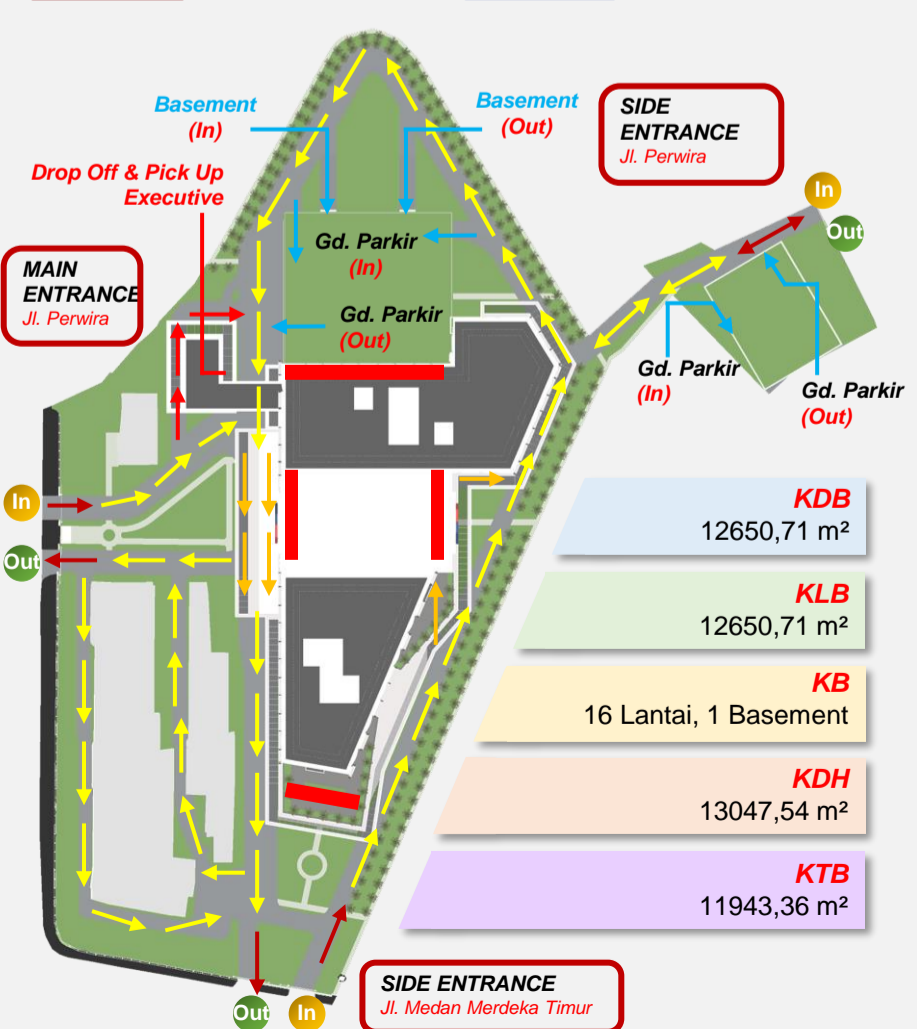 Basement
(In)
Basement
(Out)
SIDE
ENTRANCE
Jl. Perwira
Drop Off & Pick Up
Executive
In
Out
Gd. Parkir
(In)
MAIN
ENTRANCE
Jl. Perwira
Gd. Parkir
(Out)
Gd. Parkir
(In)
Gd. Parkir
(Out)
In
Out
KDB
12650,71 m²
KLB
12650,71 m²
KB
16 Lantai, 1 Basement
KDH
13047,54 m²
KTB
11943,36 m²
SIDE ENTRANCE
Jl. Medan Merdeka Timur
Out
In